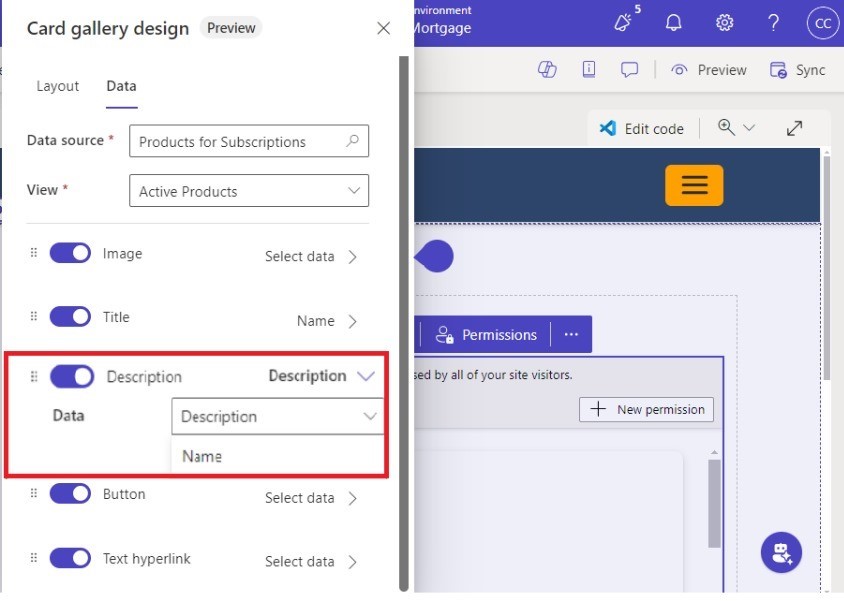 Card gallery design Preview
Layout Data
Data source * Products for Subscriptions
View * Active Products
Image Select data
Title Name
Description Description
Data Description
Name
Button Select data
Text hyperlink Select data
nvironment
Mortgage
5
CC
Preview Sync
Edit code
Permissions
sed by all of your site visitors.
New permission